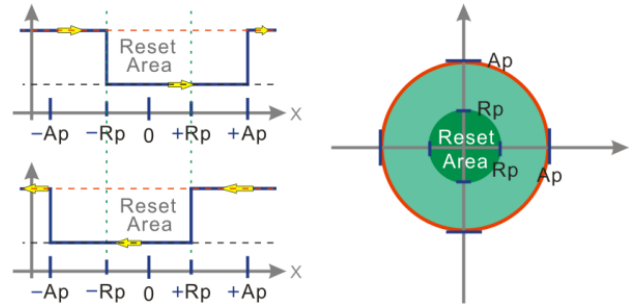 Reset
Area
X
−Ap −Rp 0 +Rp +Ap
Reset
Area
X
−Ap −Rp 0 +Rp +Ap
Ap
Rp
Reset
Area
Rp
Ap